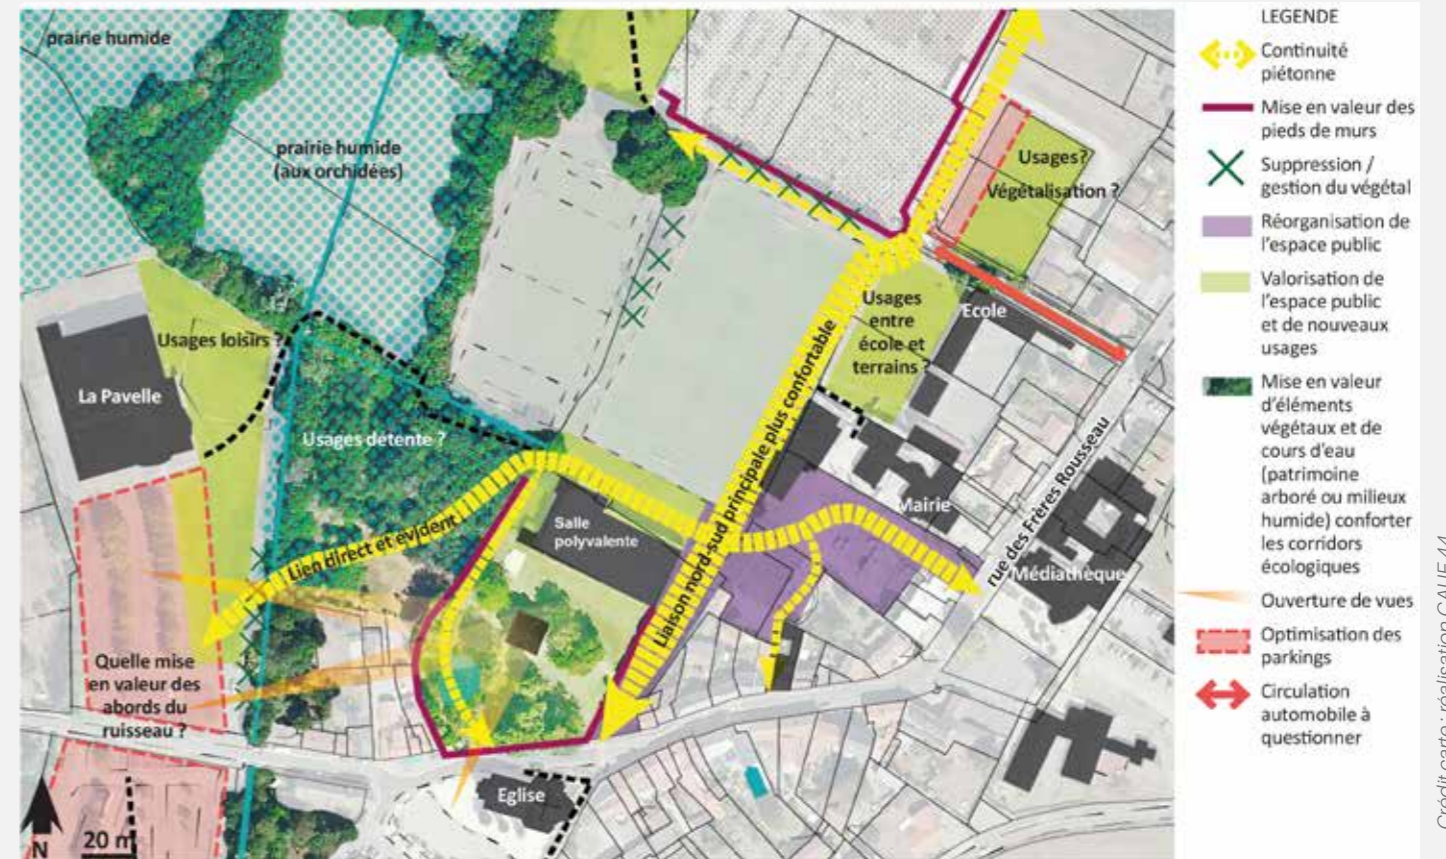 prairie humide
prairie humide
(aux orchidées)
Usages?
Végétalisation ?
Usages
entre
école et
terrains ?
Ecole
Usages loisirs ?
La Pavelle
Usages détente ?
Liaison nord-sud principale plus confortable
Lien direct et évident
Salle
polyvalente
Mairie
rue des Frères Rousseau
Médiathèque
Quelle mise
en valeur des
abords du
ruisseau ?
Eglise
N
20 m
LEGENDE
Continuité
piétonne
Mise en valeur des
pieds de murs
Suppression /
gestion du végétal
Réorganisation de
l'espace public
Valorisation de
l'espace public
et de nouveaux
usages
Mise en valeur
d'éléments
végétaux et de
cours d'eau
(patrimoine
arboré ou milieux
humide) conforter
les corridors
écologiques
Ouverture de vues
Optimisation des
parkings
Circulation
automobile à
questionner
Crédit carte : réalisation CAUE 44